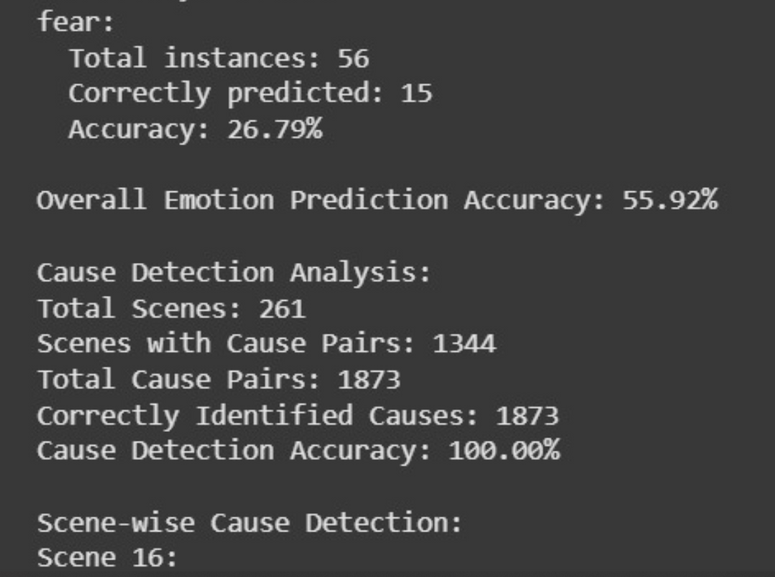 fear:
Total instances: 56
Correctly predicted: 15
Accuracy: 26.79%
Overall Emotion Prediction Accuracy: 55.92%
Cause Detection Analysis:
Total Scenes: 261
Scenes with Cause Pairs: 1344
Total Cause Pairs: 1873
Correctly Identified Causes: 1873
Cause Detection Accuracy: 100.00%
Scene-wise Cause Detection:
Scene 16: